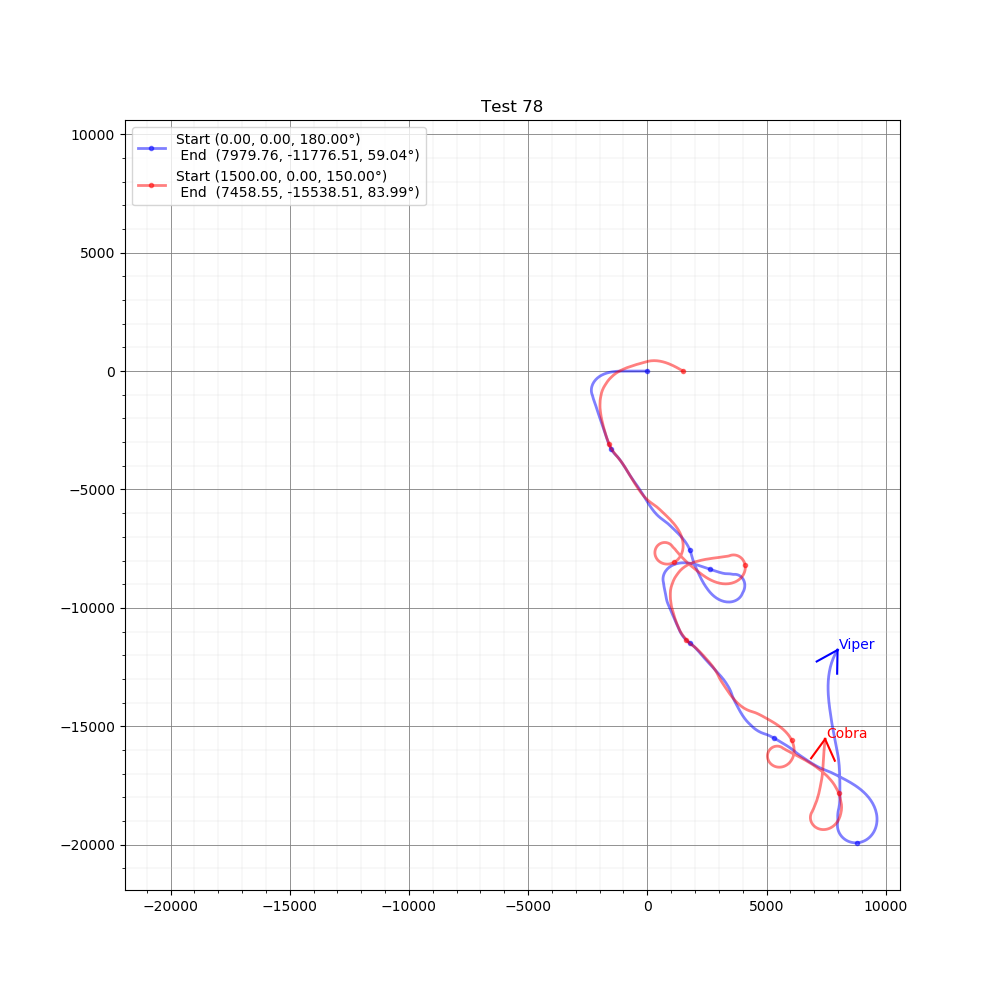 Test 78
Start (0.00, 0.00, 180.00°)
End (7979.76, -11776.51, 59.04°)
Start (1500.00, 0.00, 150.00°)
End (7458.55, -15538.51, 83.99°)
10000
5000
0
−5000
−10000
−15000
−20000
Viper
Cobra
−20000 −15000 −10000 −5000 0 5000 10000